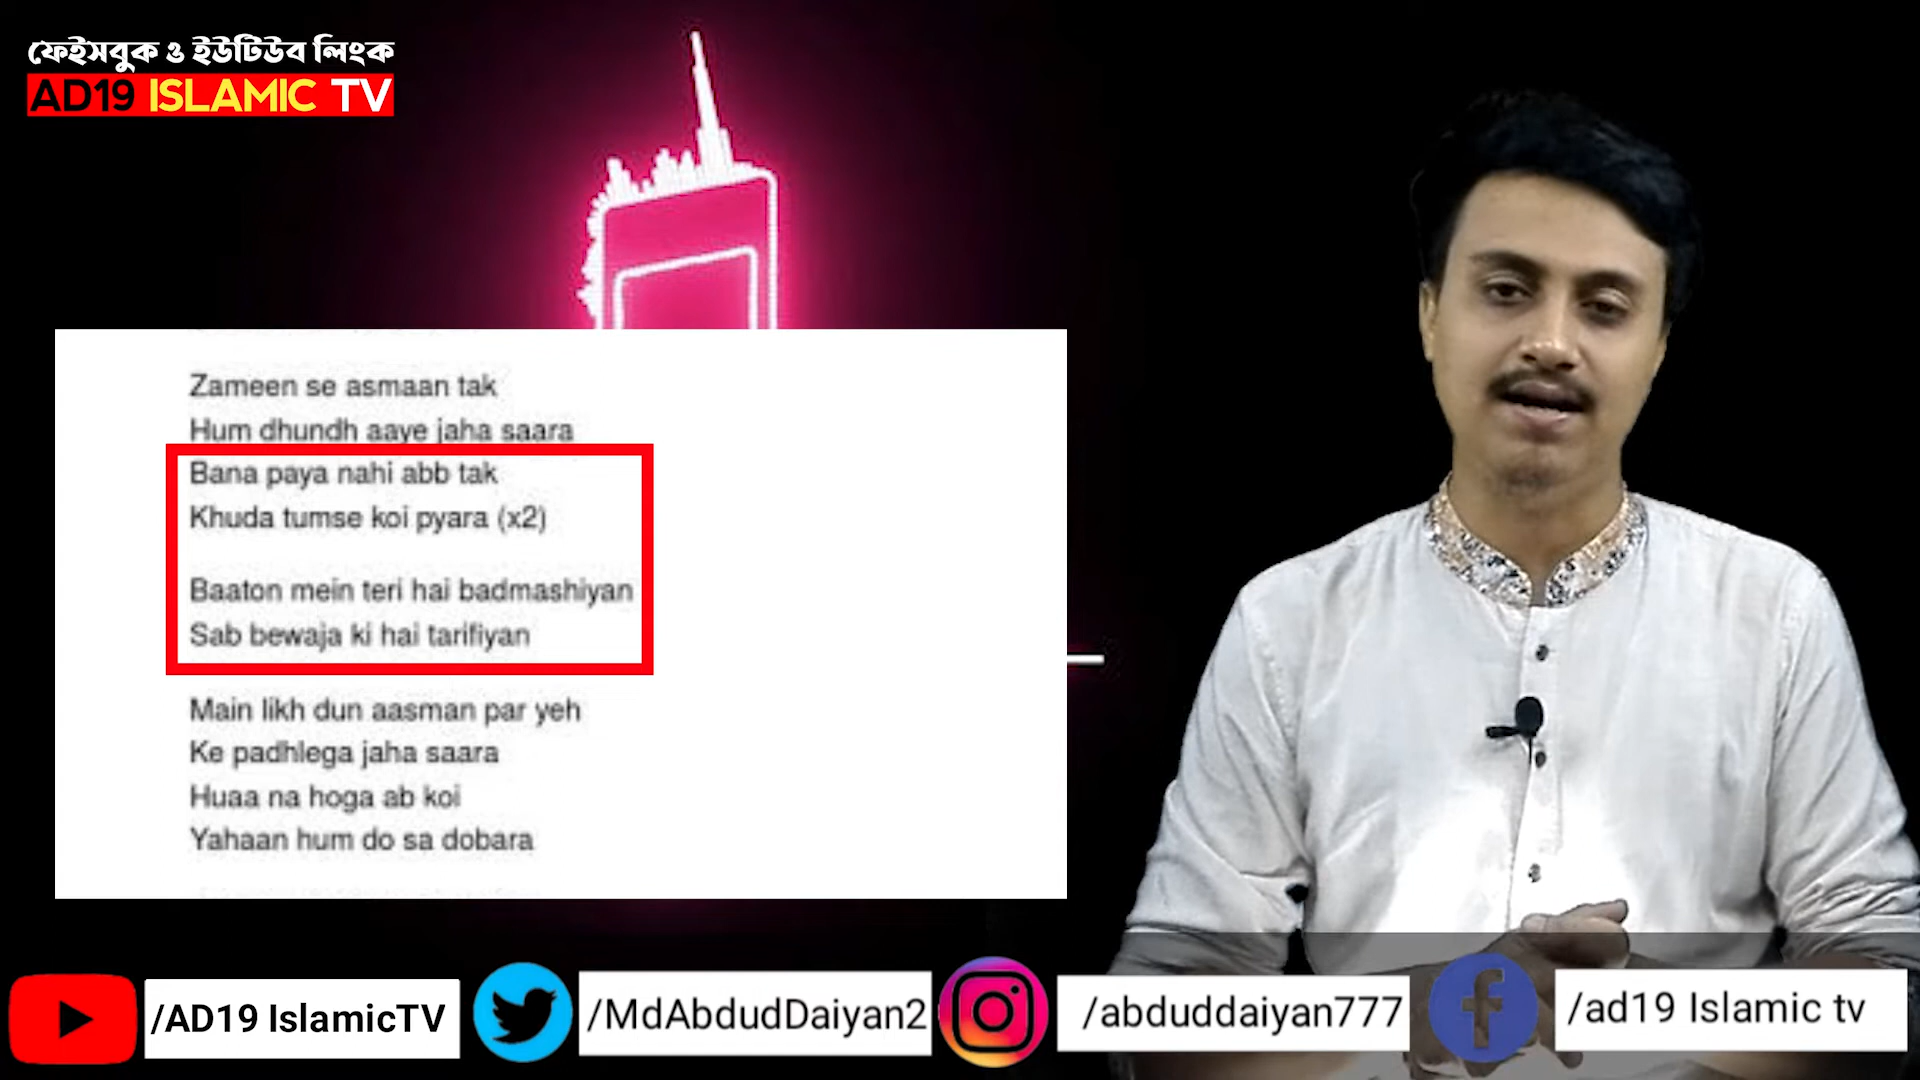 ফেইসবুক ও ইউটিউব লিংক
AD19 ISLAMIC TV
Zameen se asmaan tak
Hum dhundh aaye jaha saara
Bana paya nahi abb tak
Khuda tumse koi pyara (x2)
Baaton mein teri hai badmashiyan
Sab bewaja ki hai tarifiyan
Main likh dun aasman par yeh
Ke padhlega jaha saara
Huaa na hoga ab koi
Yahaan hum do sa dobara
/AD19 IslamicTV
/MdAbdudDaiyan2
/abduddaiyan777
/ad19 Islamic tv